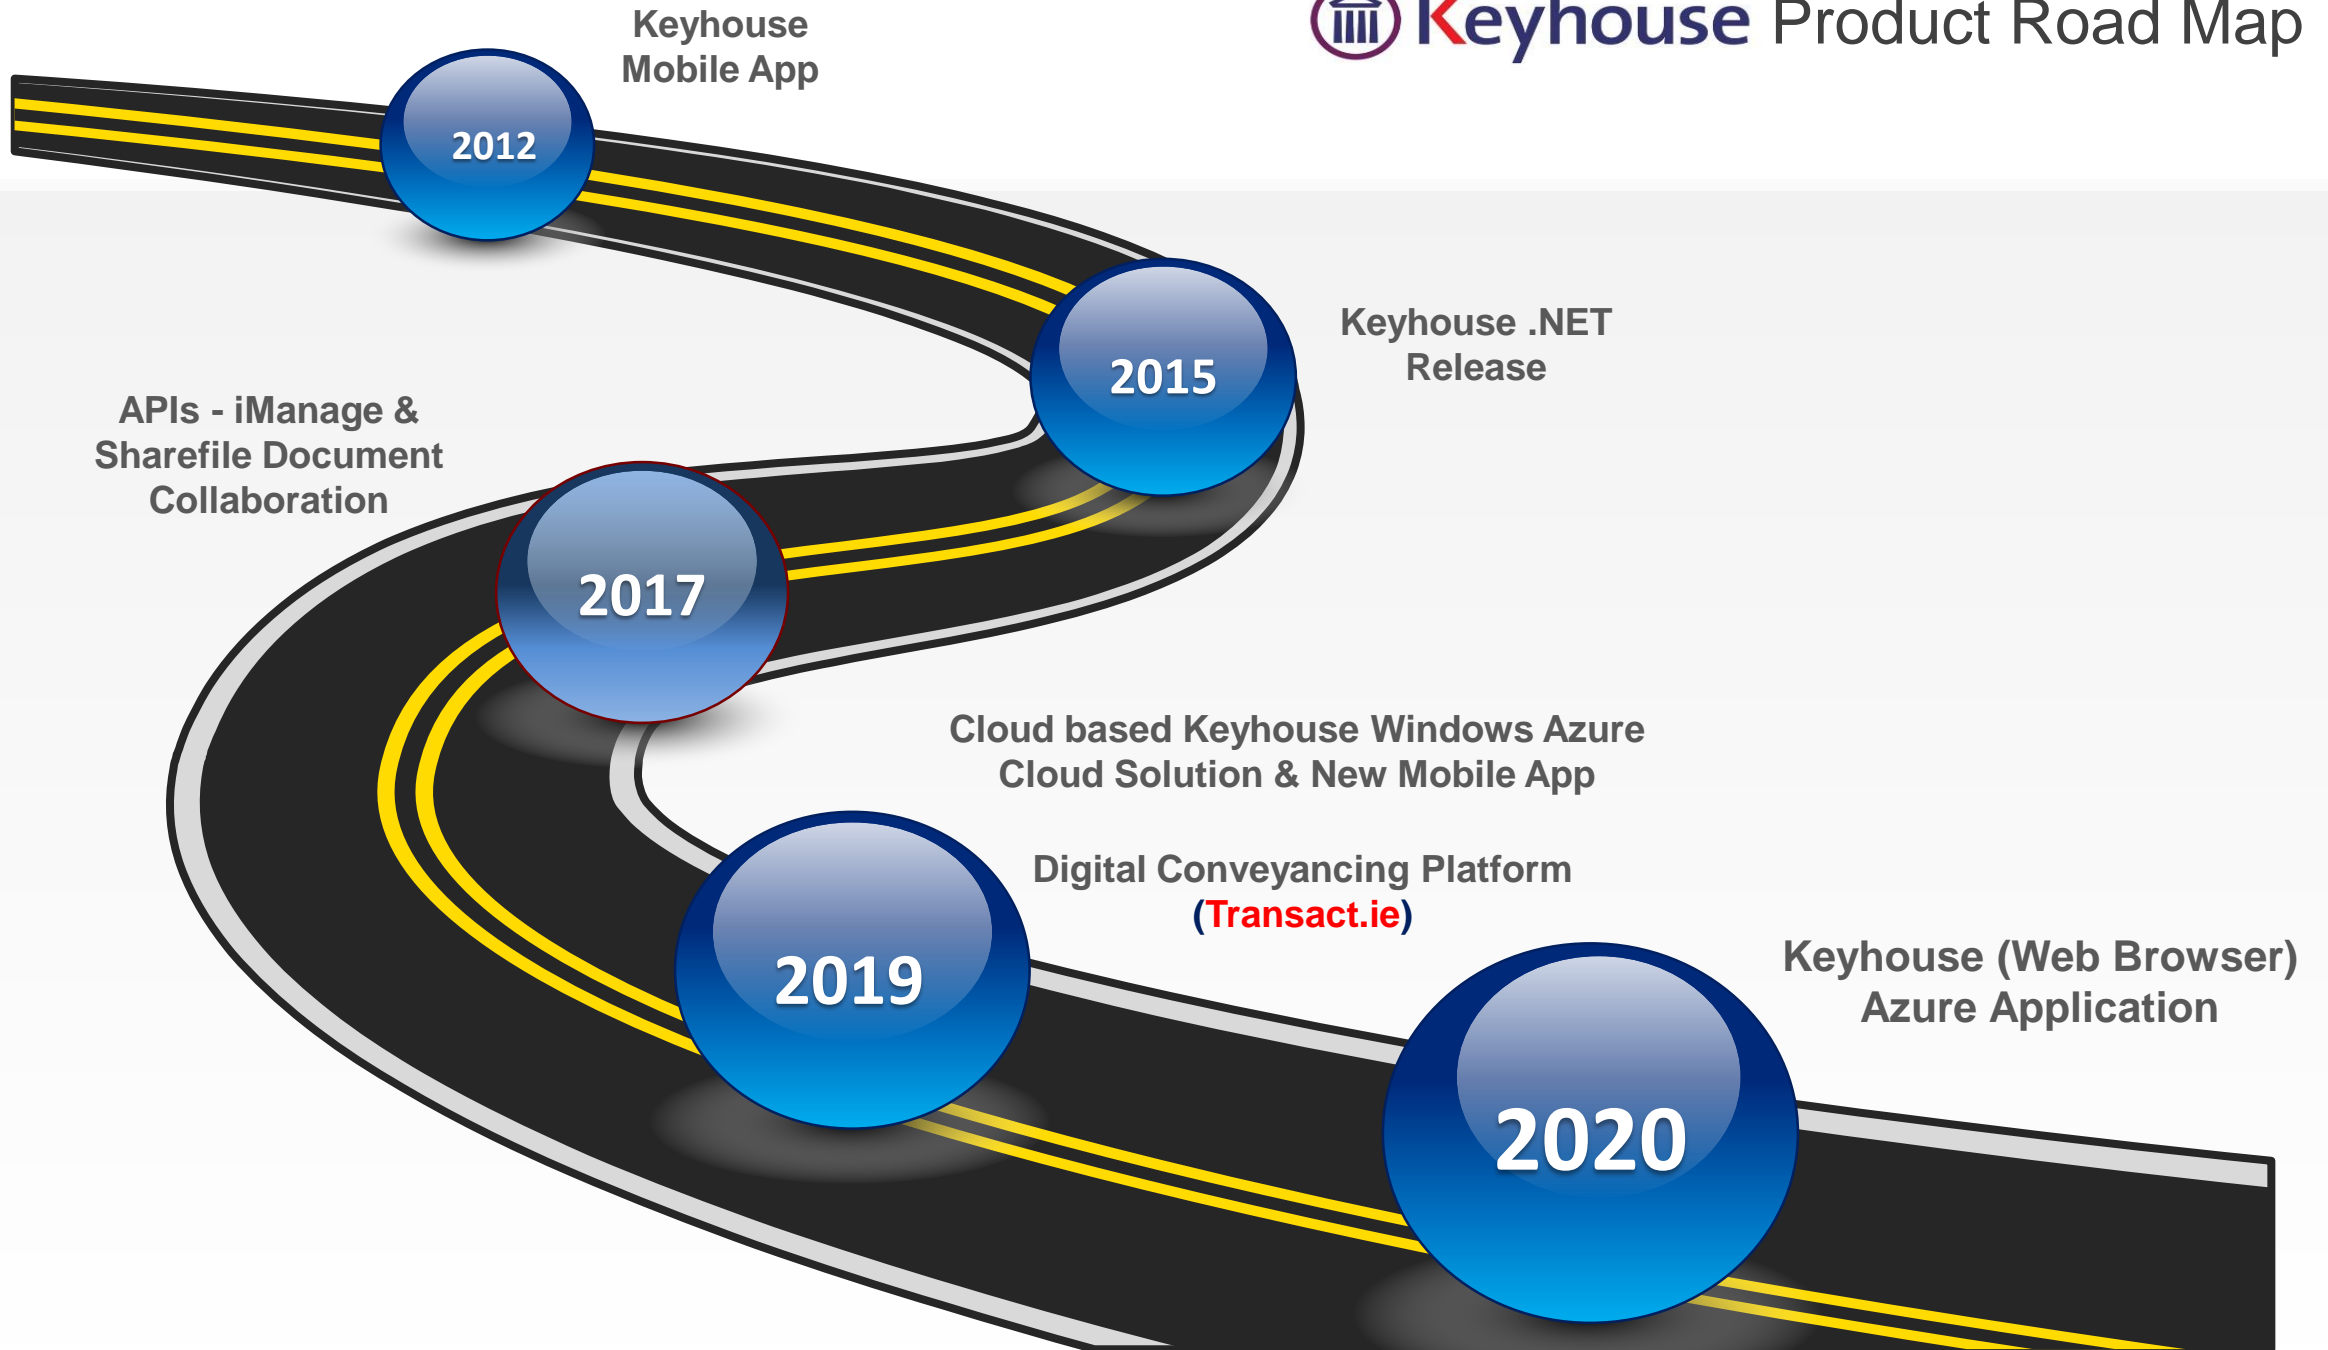 Keyhouse Product Road Map
Keyhouse
Mobile App
2012
2015
Keyhouse .NET
Release
APIs - iManage &
Sharefile Document
Collaboration
2017
Cloud based Keyhouse Windows Azure
Cloud Solution & New Mobile App
Digital Conveyancing Platform
(Transact.ie)
2019
Keyhouse (Web Browser)
Azure Application
2020